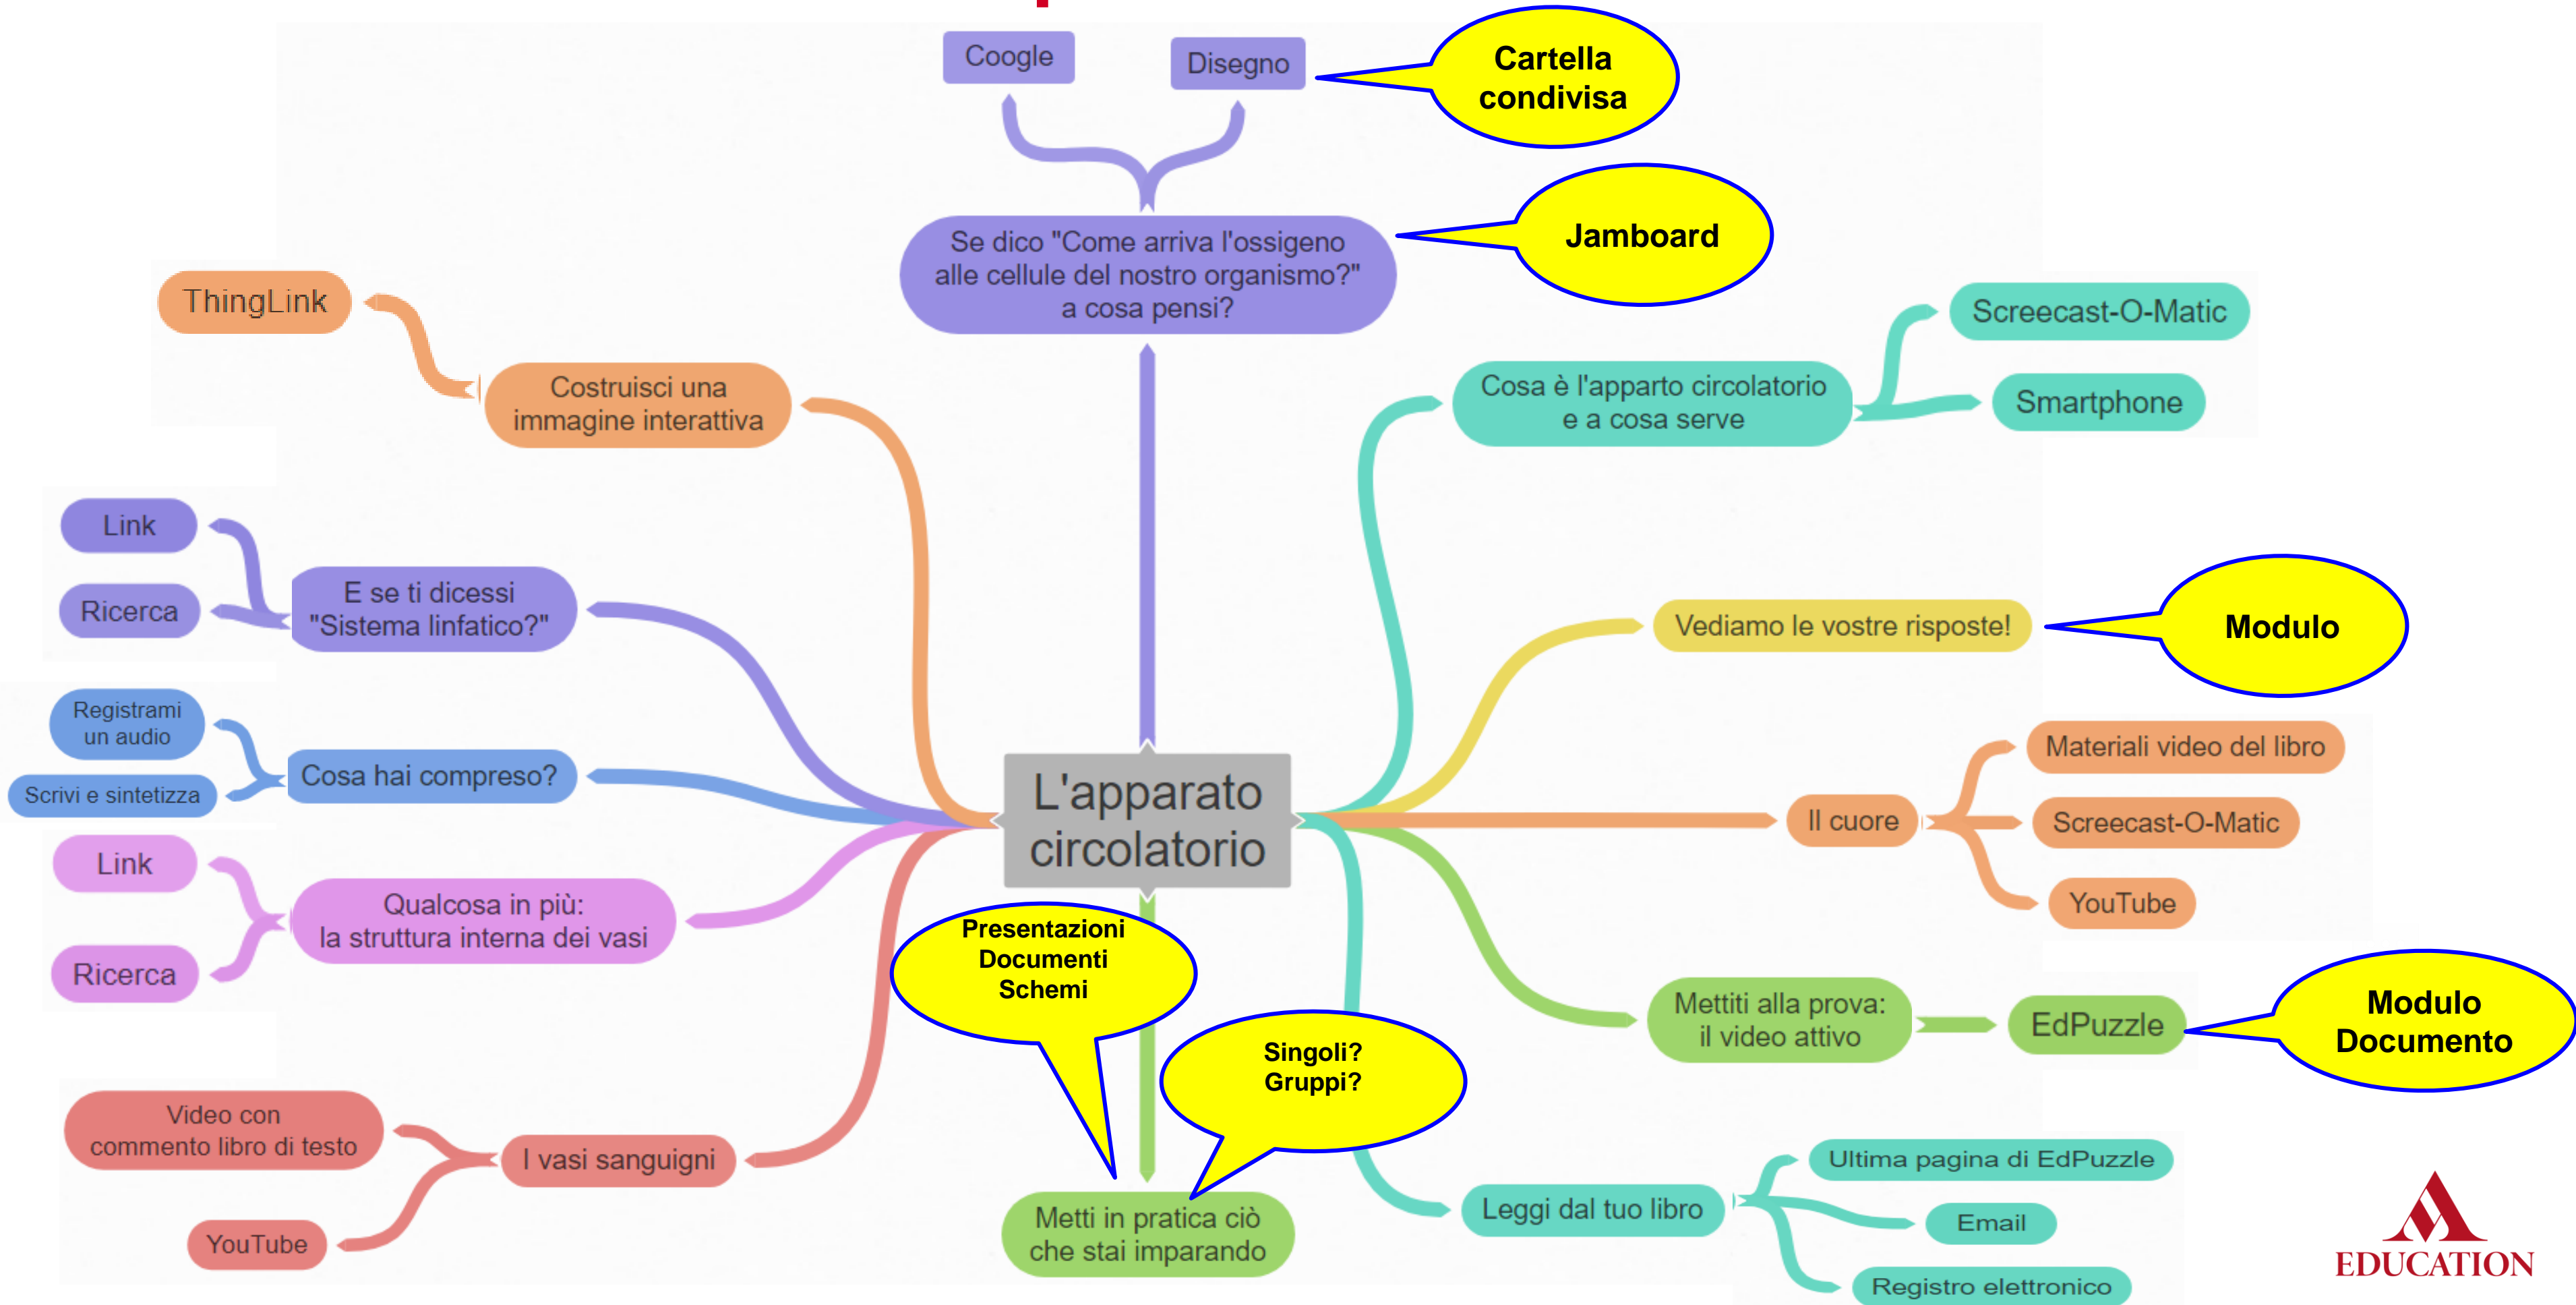 Coogle
Disegno
Cartella
condivisa
Se dico "Come arriva l'ossigeno
alle cellule del nostro organismo?"
a cosa pensi?
Jamboard
ThingLink
Costruisci una
immagine interattiva
Cosa è l'apparto circolatorio
e a cosa serve
Screecast-O-Matic
Smartphone
Link
Ricerca
E se ti dicessi
"Sistema linfatico?"
Vediamo le vostre risposte!
Modulo
Registrami
un audio
Scrivi e sintetizza
Cosa hai compreso?
L'apparato
circolatorio
Il cuore
Materiali video del libro
Screecast-O-Matic
YouTube
Link
Ricerca
Qualcosa in più:
la struttura interna dei vasi
Presentazioni
Documenti
Schemi
Singoli?
Gruppi?
Mettiti alla prova:
il video attivo
EdPuzzle
Modulo
Documento
Video con
commento libro di testo
YouTube
I vasi sanguigni
Metti in pratica ciò
che stai imparando
Leggi dal tuo libro
Ultima pagina di EdPuzzle
Email
Registro elettronico
EDUCATION